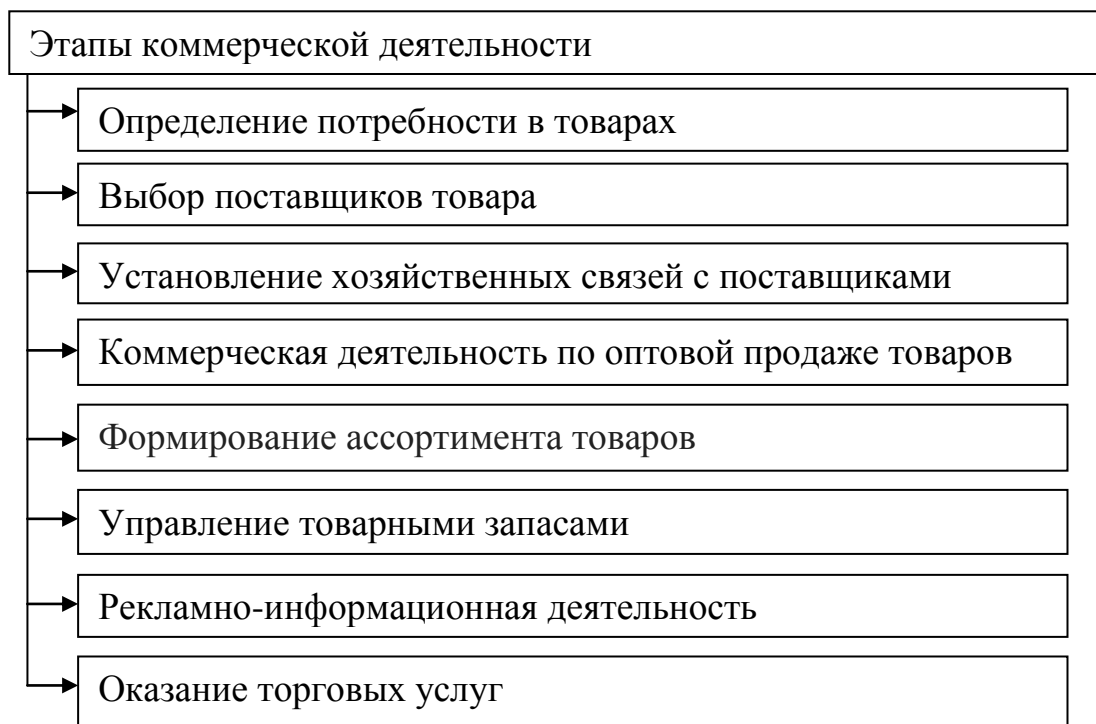 Этапы коммерческой деятельности
Определение потребности в товарах
Выбор поставщиков товара
Установление хозяйственных связей с поставщиками
Коммерческая деятельность по оптовой продаже товаров
Формирование ассортимента товаров
Управление товарными запасами
Рекламно-информационная деятельность
Оказание торговых услуг